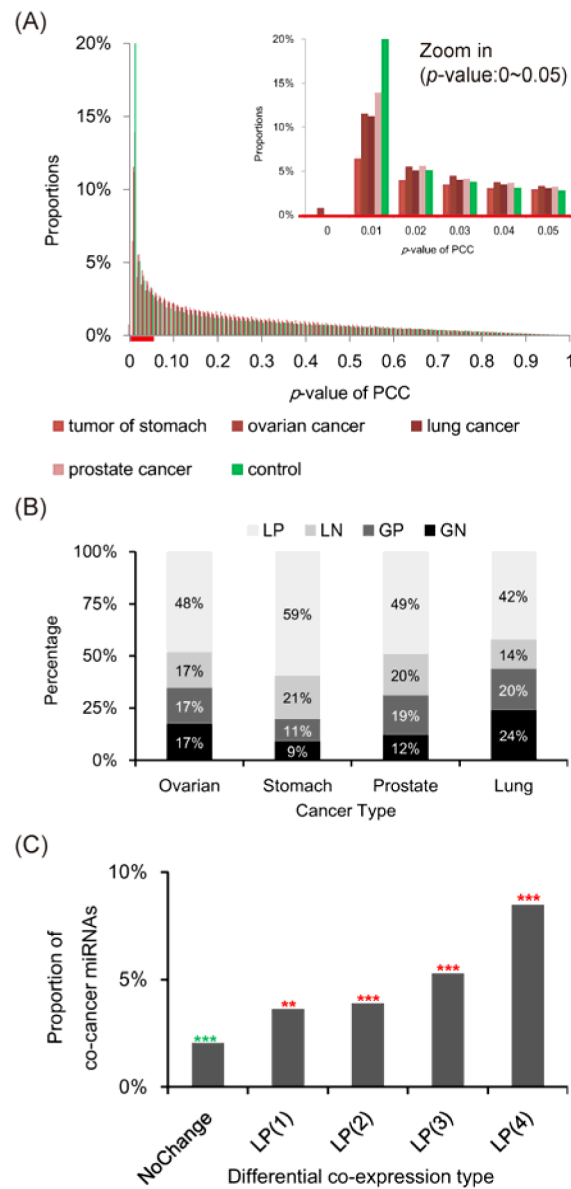 (A)
20%
15%
10%
5%
0%
Proportions
0 0.10 0.2 0.3 0.4 0.5 0.6 0.7 0.8 0.9 1
p-value of PCC
Zoom in
(p-value:0~0.05)
20%
15%
10%
5%
0%
Proportions
0 0.01 0.02 0.03 0.04 0.05
p-value of PCC
tumor of stomach ovarian cancer lung cancer
prostate cancer control
(B)
LP LN GP GN
100%
75%
50%
25%
0%
Percentage
48% 59% 49% 42%
17% 21% 20% 14%
17% 11% 19% 20%
17% 9% 12% 24%
Ovarian Stomach Prostate Lung
Cancer Type
(C)
10%
5%
0%
Proportion of
co-cancer miRNAs
*** ** *** *** ***
NoChange LP(1) LP(2) LP(3) LP(4)
Differential co-expression type